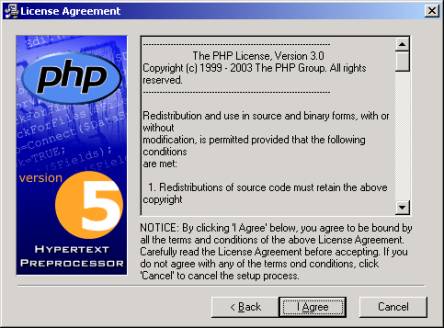 License Agreement
php
version
5
HYPERTEXT
PREPROCESSOR
The PHP License, Version 3.0
Copyright (c) 1999 - 2003 The PHP Group. All rights
reserved.
Redistribution and use in source and binary forms, with or
without
modification, is permitted provided that the following
conditions
are met:
1. Redistributions of source code must retain the above
copyright
NOTICE: By clicking 'I Agree' below, you agree to be bound by
all the terms and conditions of the above License Agreement.
Carefully read the License Agreement before accepting. If you
do not agree with any of the terms ond conditions, click
'Cancel' to cancel the setup process.
< Back
I Agree
Cancel